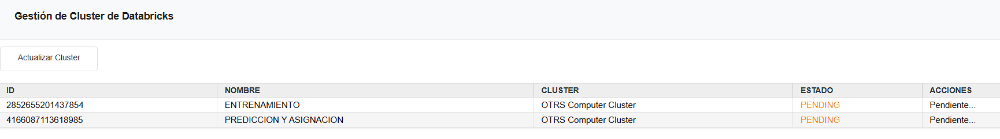 Gestión de Cluster de Databricks
Actualizar Cluster
ID NOMBRE CLUSTER ESTADO ACCIONES
2852655201437854 ENTRENAMIENTO OTRS Computer Cluster PENDING Pendiente...
4166087113618985 PREDICCION Y ASIGNACION OTRS Computer Cluster PENDING Pendiente...